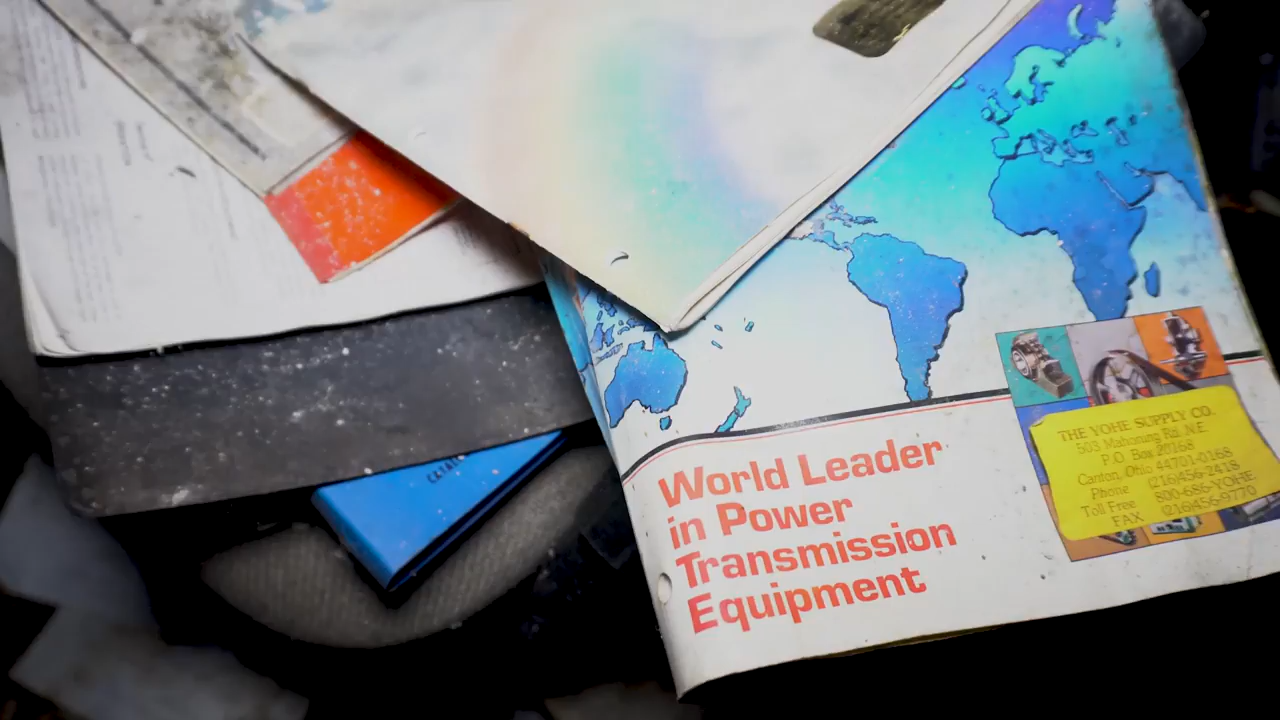 World Leader
in Power
Transmission
Equipment
THE YOHE SUPPLY CO.
503 Mahoning Rd. N.E.
P.O. Box 20168
Canton, Ohio 44701-0168
Phone (216)456-2418
Toll Free 800-686-YOHE
FAX (216)456-9770